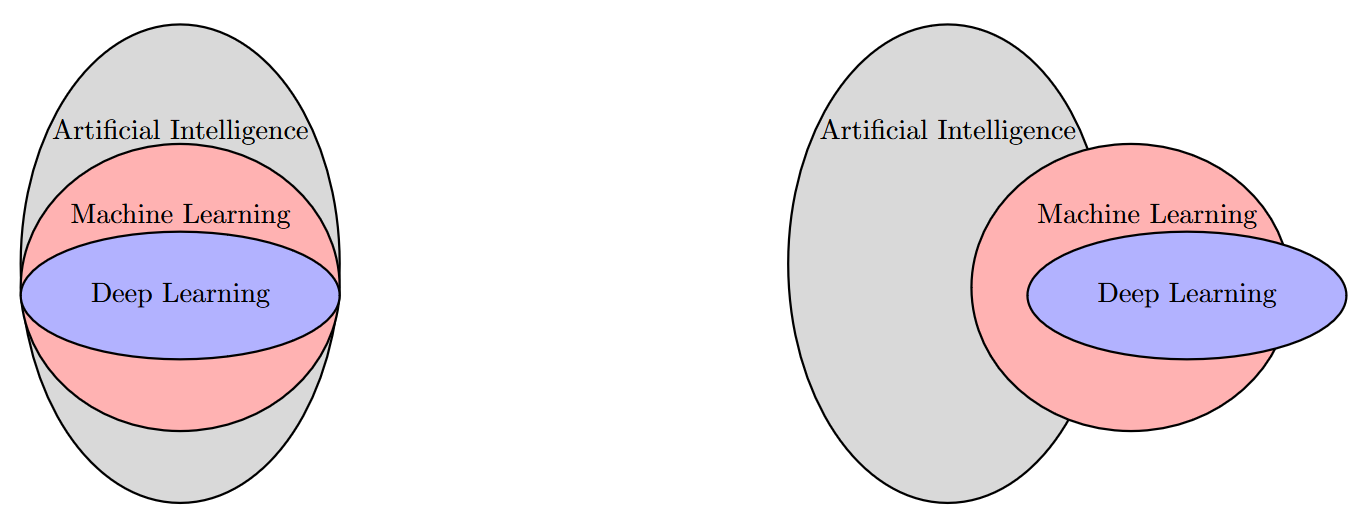 Artificial Intelligence
Machine Learning
Deep Learning
Artificial Intelligence
Machine Learning
Deep Learning